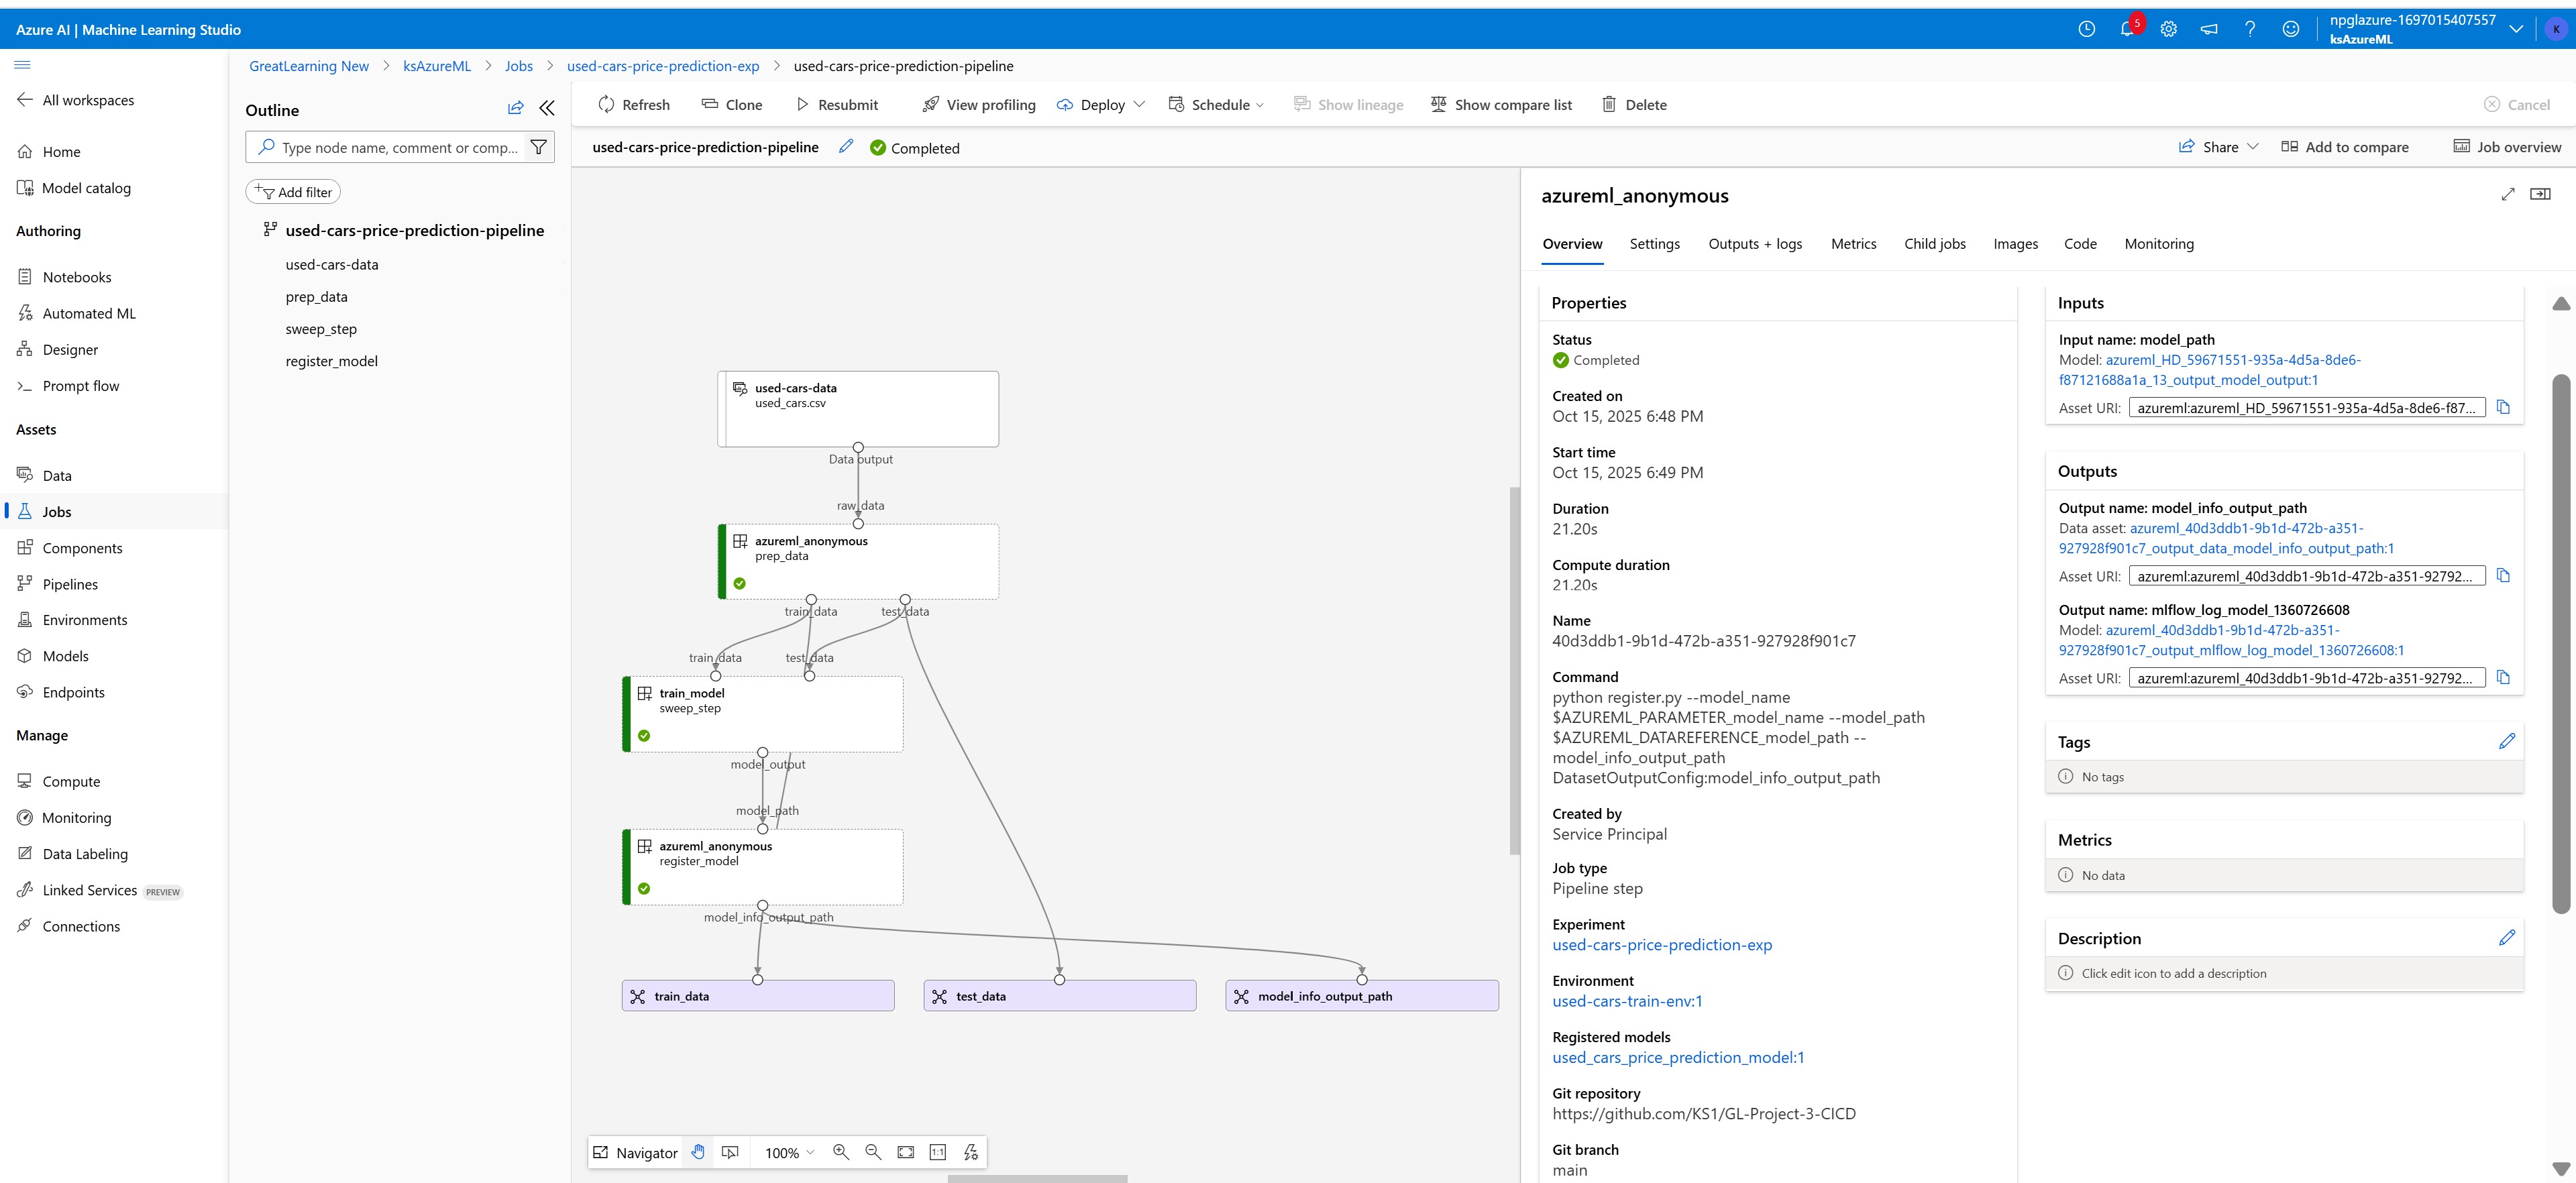 Azure AI | Machine Learning Studio
5
npglazure-1697015407557
ksAzureML
K
All workspaces
Home
Model catalog
Authoring
Notebooks
Automated ML
Designer
Prompt flow
Assets
Data
Jobs
Components
Pipelines
Environments
Models
Endpoints
Manage
Compute
Monitoring
Data Labeling
Linked Services PREVIEW
Connections
GreatLearning New > ksAzureML > Jobs > used-cars-price-prediction-exp > used-cars-price-prediction-pipeline
Outline
Type node name, comment or comp...
Add filter
used-cars-price-prediction-pipeline
used-cars-data
prep_data
sweep_step
register_model
Refresh
Clone
Resubmit
View profiling
Deploy
Schedule
Show lineage
Show compare list
Delete
Cancel
used-cars-price-prediction-pipeline
Completed
Share
Add to compare
Job overview
used-cars-data
used_cars.csv
Data output
raw_data
azureml_anonymous
prep_data
train_data
test_data
train_data
test_data
train_model
sweep_step
model_output
model_path
azureml_anonymous
register_model
model_info_output_path
train_data
test_data
model_info_output_path
Navigator
100%
1:1
azureml_anonymous
Overview
Settings
Outputs + logs
Metrics
Child jobs
Images
Code
Monitoring
Properties
Status
Completed
Created on
Oct 15, 2025 6:48 PM
Start time
Oct 15, 2025 6:49 PM
Duration
21.20s
Compute duration
21.20s
Name
40d3ddb1-9b1d-472b-a351-927928f901c7
Command
python register.py --model_name
$AZUREML_PARAMETER_model_name --model_path
$AZUREML_DATAREFERENCE_model_path --
model_info_output_path
DatasetOutputConfig:model_info_output_path
Created by
Service Principal
Job type
Pipeline step
Experiment
used-cars-price-prediction-exp
Environment
used-cars-train-env:1
Registered models
used_cars_price_prediction_model:1
Git repository
https://github.com/KS1/GL-Project-3-CICD
Git branch
main
Inputs
Input name: model_path
Model: azureml_HD_59671551-935a-4d5a-8de6-
f87121688a1a_13_output_model_output:1
Asset URI: azureml:azureml_HD_59671551-935a-4d5a-8de6-f87...
Outputs
Output name: model_info_output_path
Data asset: azureml_40d3ddb1-9b1d-472b-a351-
927928f901c7_output_data_model_info_output_path:1
Asset URI: azureml:azureml_40d3ddb1-9b1d-472b-a351-92792...
Output name: mlflow_log_model_1360726608
Model: azureml_40d3ddb1-9b1d-472b-a351-
927928f901c7_output_mlflow_log_model_1360726608:1
Asset URI: azureml:azureml_40d3ddb1-9b1d-472b-a351-92792...
Tags
No tags
Metrics
No data
Description
Click edit icon to add a description